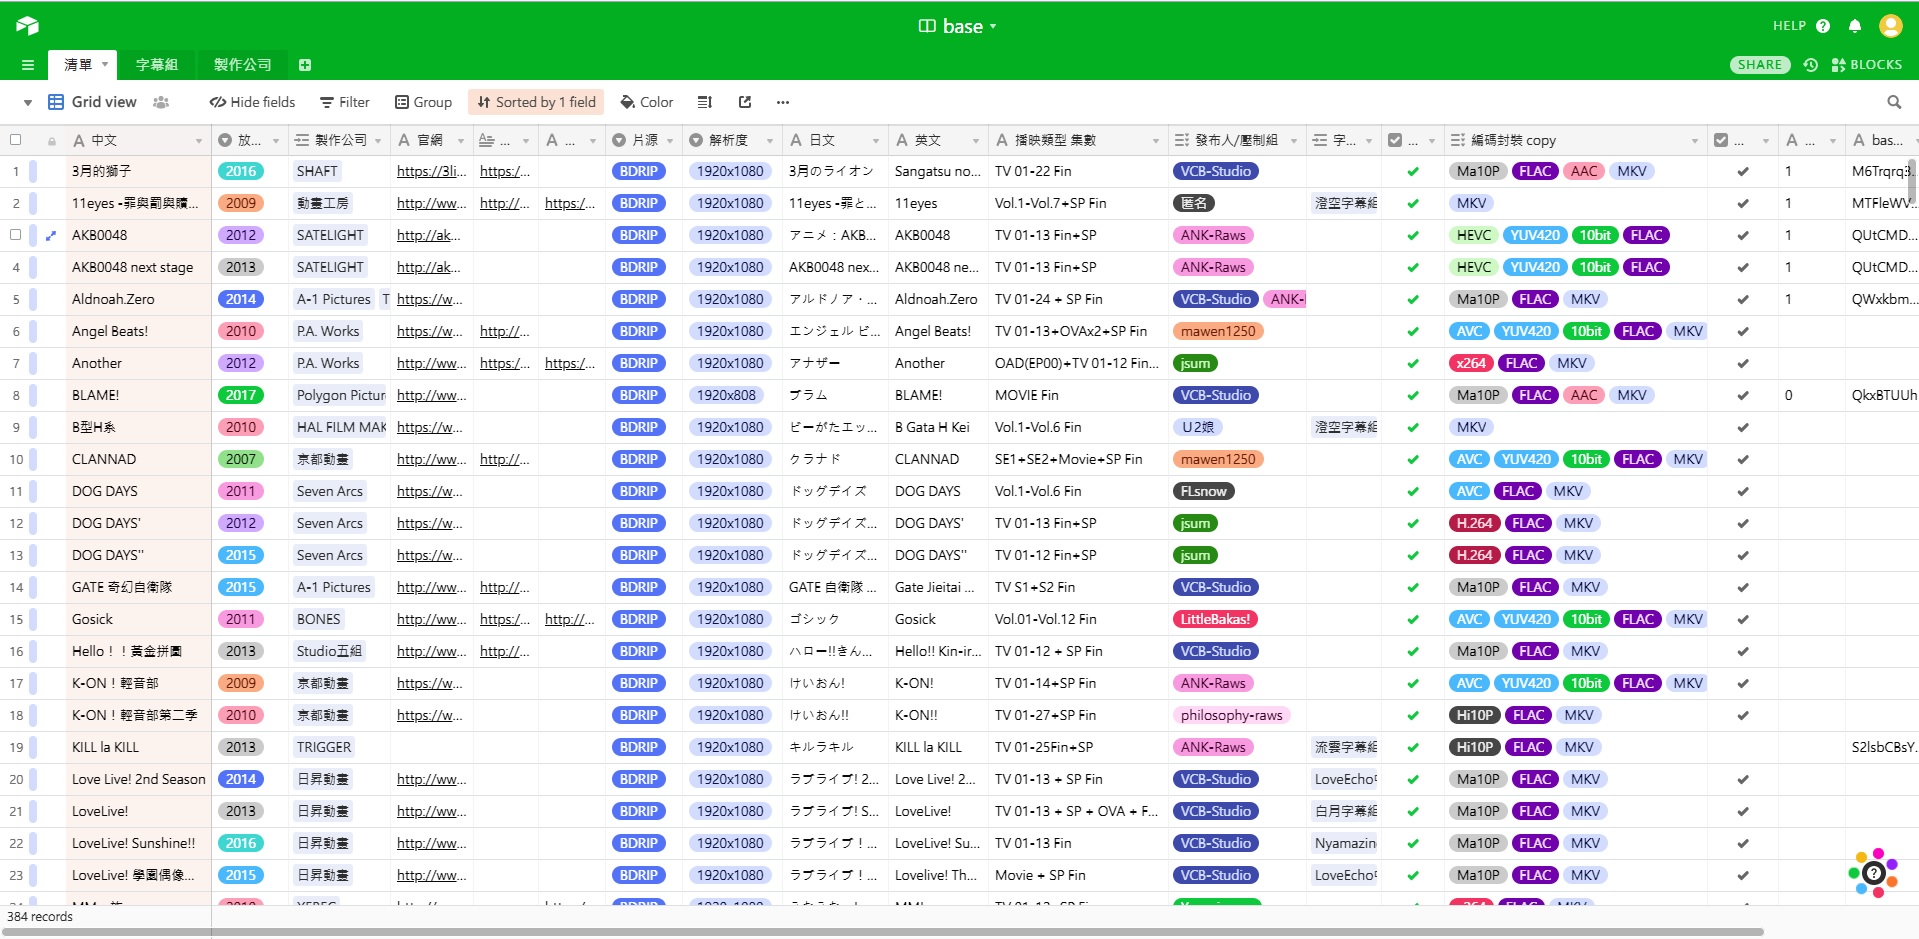 base
HELP
清單 字幕組 製作公司
SHARE BLOCKS
Grid view Hide fields Filter Group Sorted by 1 field Color
中文 放... 製作公司 官網 ... ... 片源 解析度 日文 英文 播映類型 集數 發布人/壓制組 字... ... 編碼封裝 copy ... ... bas...
1 3月的獅子 2016 SHAFT https://3li... https:/... BDRIP 1920x1080 3月のライオン Sangatsu no... TV 01-22 Fin VCB-Studio Ma10P FLAC AAC MKV 1 M6Trqrq3...
2 11eyes -罪與罰與贖... 2009 動畫工房 http://ww... http://... https:/... BDRIP 1920x1080 11eyes -罪と... 11eyes Vol.1-Vol.7+SP Fin 匿名 澄空字幕組 MKV 1 MTFleWV...
AKB0048 2012 SATELIGHT http://ak... BDRIP 1920x1080 アニメ：AKB... AKB0048 TV 01-13 Fin+SP ANK-Raws HEVC YUV420 10bit FLAC 1 QUtCMD...
4 AKB0048 next stage 2013 SATELIGHT http://ak... BDRIP 1920x1080 AKB0048 nex... AKB0048 ne... TV 01-13 Fin+SP ANK-Raws HEVC YUV420 10bit FLAC 1 QUtCMD...
5 Aldnoah.Zero 2014 A-1 Pictures T https://w... BDRIP 1920x1080 アルドノア・... Aldnoah.Zero TV 01-24 + SP Fin VCB-Studio ANK- Ma10P FLAC MKV 1 QWxkbm...
6 Angel Beats! 2010 P.A. Works https://w... http://... BDRIP 1920x1080 エンジェル ビ... Angel Beats! TV 01-13+OVAx2+SP Fin mawen1250 AVC YUV420 10bit FLAC MKV
7 Another 2012 P.A. Works http://ww... https:/... https:/... BDRIP 1920x1080 アナザー Another OAD(EP00)+TV 01-12 Fin... jsum x264 FLAC MKV
8 BLAME! 2017 Polygon Pictur http://ww... BDRIP 1920x808 ブラム BLAME! MOVIE Fin VCB-Studio Ma10P FLAC AAC MKV 0 QkxBTUUh
9 B型H系 2010 HAL FILM MAK https://w... BDRIP 1920x1080 ビーがたエッ... B Gata H Kei Vol.1-Vol.6 Fin U2娘 澄空字幕組 MKV
10 CLANNAD 2007 京都動畫 http://ww... http://... BDRIP 1920x1080 クラナド CLANNAD SE1+SE2+Movie+SP Fin mawen1250 AVC YUV420 10bit FLAC MKV
11 DOG DAYS 2011 Seven Arcs https://w... BDRIP 1920x1080 ドッグデイズ DOG DAYS Vol.1-Vol.6 Fin FLsnow AVC FLAC MKV
12 DOG DAYS' 2012 Seven Arcs https://w... BDRIP 1920x1080 ドッグデイズ... DOG DAYS' TV 01-13 Fin+SP jsum H.264 FLAC MKV
13 DOG DAYS'' 2015 Seven Arcs https://w... BDRIP 1920x1080 ドッグデイズ... DOG DAYS'' TV 01-12 Fin+SP jsum H.264 FLAC MKV
14 GATE 奇幻自衛隊 2015 A-1 Pictures http://ww... http://... BDRIP 1920x1080 GATE 自衛隊 ... Gate Jieitai ... TV S1+S2 Fin VCB-Studio Ma10P FLAC MKV
15 Gosick 2011 BONES http://ww... https:/... http://... BDRIP 1920x1080 ゴシック Gosick Vol.01-Vol.12 Fin LittleBakas! AVC YUV420 10bit FLAC MKV
16 Hello！！黃金拼圖 2013 Studio五組 http://ww... http://... BDRIP 1920x1080 ハロー!!きん... Hello!! Kin-ir... TV 01-12 + SP Fin VCB-Studio Ma10P FLAC MKV
17 K-ON！輕音部 2009 京都動畫 http://ww... BDRIP 1920x1080 けいおん! K-ON! TV 01-14+SP Fin ANK-Raws AVC YUV420 10bit FLAC MKV
18 K-ON！輕音部第二季 2010 京都動畫 https://w... BDRIP 1920x1080 けいおん!! K-ON!! TV 01-27+SP Fin philosophy-raws Hi10P FLAC MKV
19 KILL la KILL 2013 TRIGGER BDRIP 1920x1080 キルラキル KILL la KILL TV 01-25Fin+SP ANK-Raws 流雲字幕組 Hi10P FLAC MKV S2lsbCBsY...
20 Love Live! 2nd Season 2014 日昇動畫 http://ww... BDRIP 1920x1080 ラブライブ! 2... Love Live! 2... TV 01-13 + SP Fin VCB-Studio LoveEcho Ma10P FLAC MKV
21 LoveLive! 2013 日昇動畫 http://ww... BDRIP 1920x1080 ラブライブ! S... LoveLive! TV 01-13 + SP + OVA + F... VCB-Studio 白月字幕組 Ma10P FLAC MKV
22 LoveLive! Sunshine!! 2016 日昇動畫 http://ww... BDRIP 1920x1080 ラブライブ！... LoveLive! Su... TV 01-13 Fin VCB-Studio Nyamazin Ma10P FLAC MKV
23 LoveLive! 學園偶像... 2015 日昇動畫 http://ww... BDRIP 1920x1080 ラブライブ！... Lovelive! Th... Movie + SP Fin VCB-Studio LoveEcho Ma10P FLAC MKV
384 records